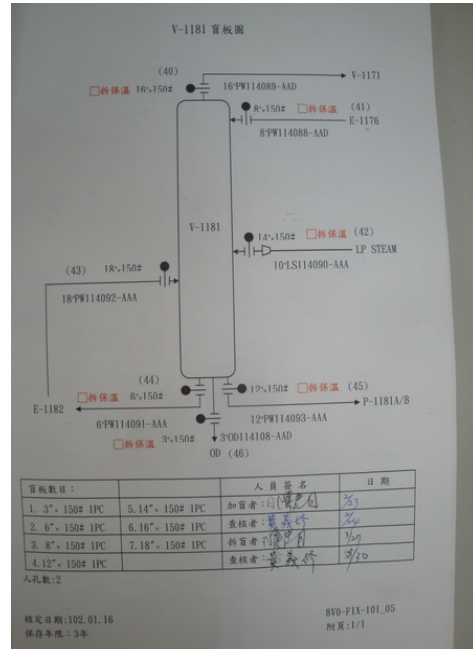 V-1181 盲板圖
(40)
V-1171
□拆保溫 16"×150#
16"PW114089-AAD
8"×150# □拆保溫 (41)
E-1176
8"PW114088-AAD
V-1181
14"×150# □拆保溫 (42)
LP STEAM
10"LS114090-AAA
(43) 18"×150#
18"PW114092-AAA
(44)
□拆保溫 6"×150#
12"×150# □拆保溫 (45)
E-1182
P-1181A/B
6"PW114091-AAA
12"PW114093-AAA
□拆保溫 3"×150#
3"OD114108-AAD
OD (46)
盲板數目：
人 員 簽 名
日 期
1. 3"× 150# 1PC
5.14"× 150# 1PC
加盲者：
2. 6"× 150# 1PC
6.16"× 150# 1PC
查核者：黃義修
3. 8"× 150# 1PC
7.18"× 150# 1PC
拆盲者：
4.12"× 150# 1PC
查核者：黃義修
人孔數:2
核定日期:102.01.16
8V0-F1X-101_05
保存年限：3年
附頁:1/1